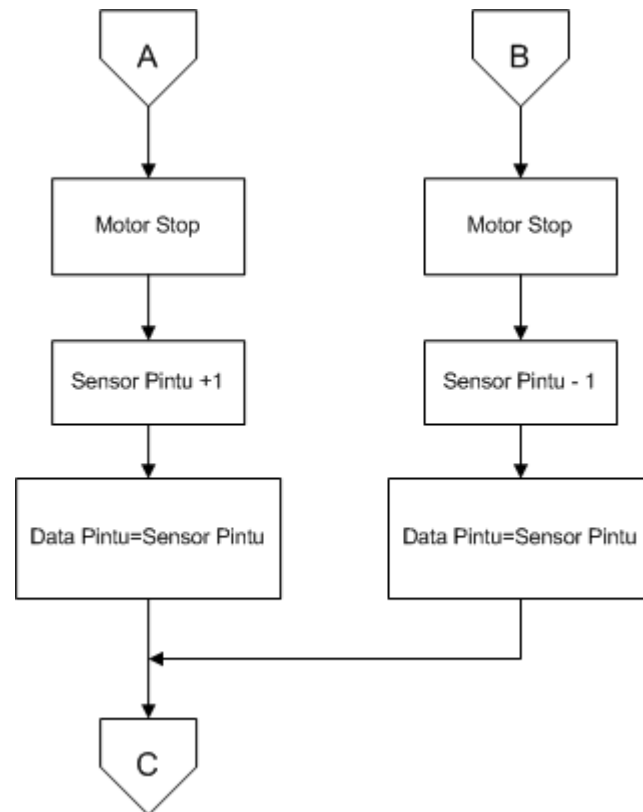 A
B
Motor Stop
Motor Stop
Sensor Pintu +1
Sensor Pintu - 1
Data Pintu=Sensor Pintu
Data Pintu=Sensor Pintu
C